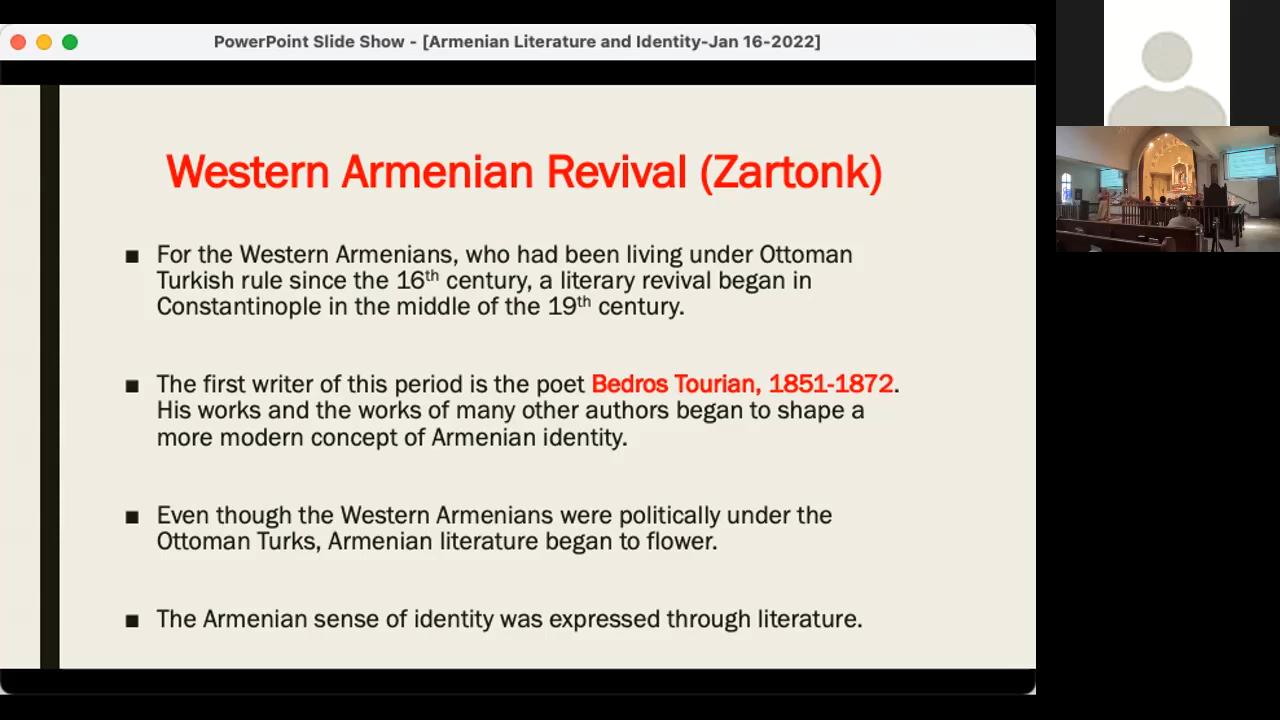 PowerPoint Slide Show - [Armenian Literature and Identity-Jan 16-2022]
Western Armenian Revival (Zartonk)
■ For the Western Armenians, who had been living under Ottoman
Turkish rule since the 16th century, a literary revival began in
Constantinople in the middle of the 19th century.
■ The first writer of this period is the poet Bedros Tourian, 1851-1872.
His works and the works of many other authors began to shape a
more modern concept of Armenian identity.
■ Even though the Western Armenians were politically under the
Ottoman Turks, Armenian literature began to flower.
■ The Armenian sense of identity was expressed through literature.